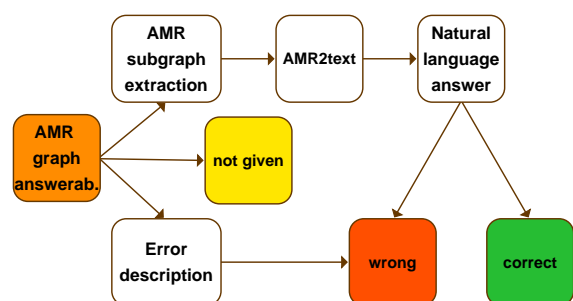 AMR
subgraph
extraction
AMR2text
Natural
language
answer
AMR
graph
answerab.
not given
Error
description
wrong
correct